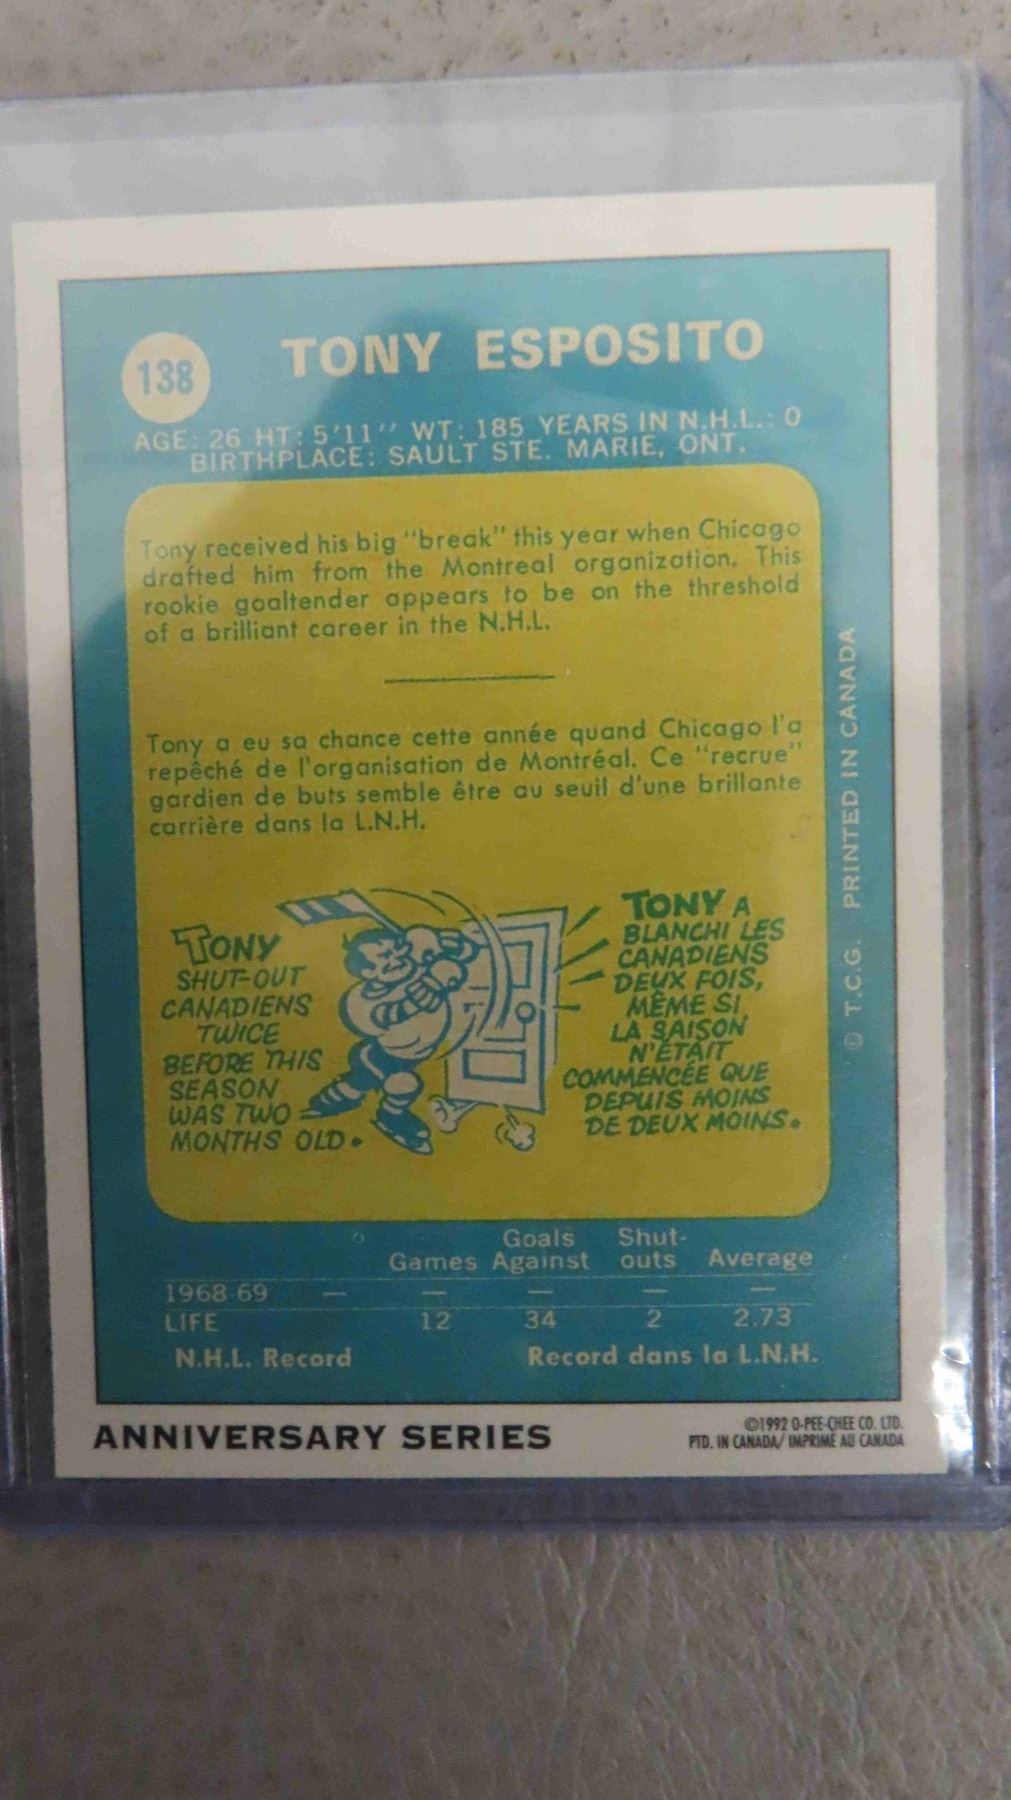 138
TONY ESPOSITO
AGE: 26 HT: 5'11" WT: 185 YEARS IN N.H.L.: 0
BIRTHPLACE: SAULT STE. MARIE, ONT.
Tony received his big "break" this year when Chicago
drafted him from the Montreal organization. This
rookie goaltender appears to be on the threshold
of a brilliant career in the N.H.L.
Tony a eu sa chance cette année quand Chicago l'a
repêché de l'organisation de Montréal. Ce "recrue"
gardien de buts semble être au seuil d'une brillante
carrière dans la L.N.H.
TONY
SHUT-OUT
CANADIENS
TWICE
BEFORE THIS
SEASON
WAS TWO
MONTHS OLD.
TONY A
BLANCHI LES
CANADIENS
DEUX FOIS,
MÊME SI
LA SAISON
N'ÉTAIT
COMMENCÉE QUE
DEPUIS MOINS
DE DEUX MOINS.
© T.C.G. PRINTED IN CANADA
Goals Shut-
Games Against outs Average
1968-69 — — — — —
LIFE 12 34 2 2.73
N.H.L. Record Record dans la L.N.H.
ANNIVERSARY SERIES
©1992 O-PEE-CHEE CO. LTD.
PTD. IN CANADA/ IMPRIMÉ AU CANADA